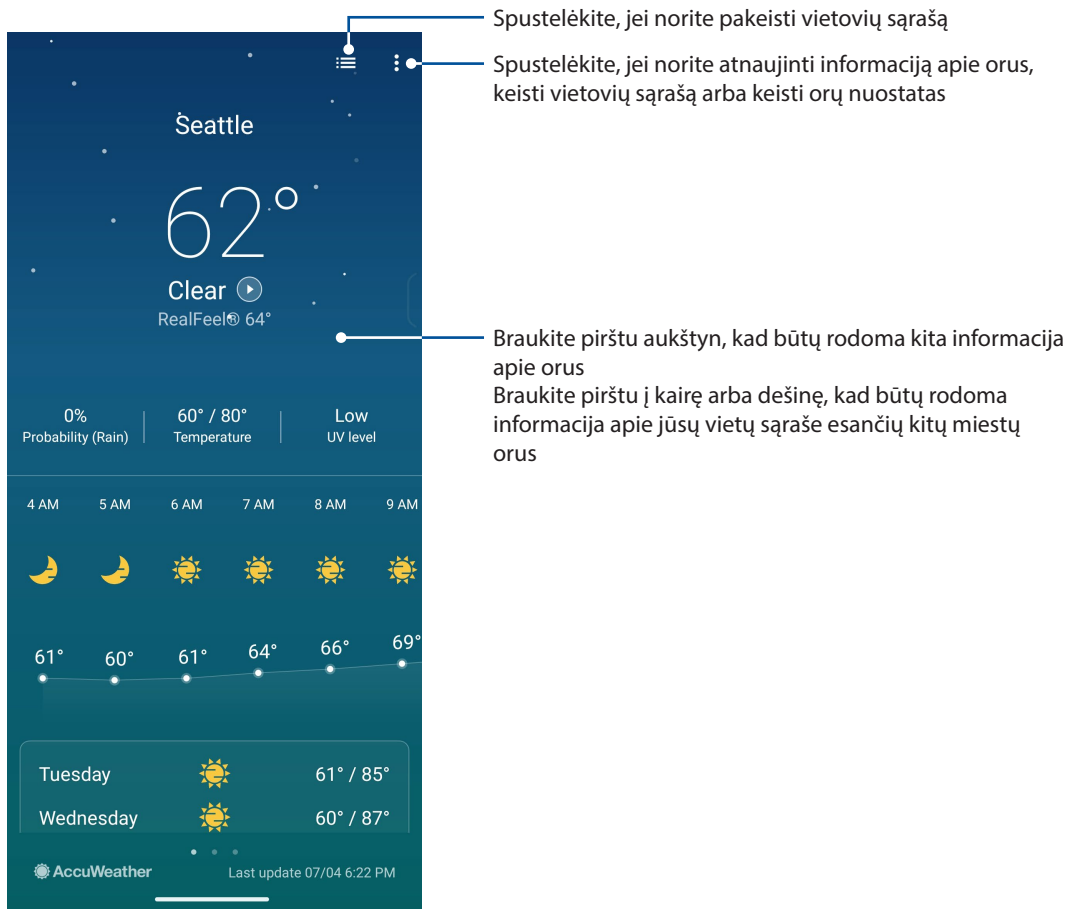 Spustelėkite, jei norite pakeisti vietovių sąrašą
Spustelėkite, jei norite atnaujinti informaciją apie orus,
keisti vietovių sąrašą arba keisti orų nuostatas
Seattle
62°
Clear
RealFeel® 64°
Braukite pirštu aukštyn, kad būtų rodoma kita informacija
apie orus
Braukite pirštu į kairę arba dešinę, kad būtų rodoma
informacija apie jūsų vietų sąraše esančių kitų miestų
orus
0% 60° / 80° Low
Probability (Rain) Temperature UV level
4 AM 5 AM 6 AM 7 AM 8 AM 9 AM
61° 60° 61° 64° 66° 69°
Tuesday 61° / 85°
Wednesday 60° / 87°
AccuWeather Last update 07/04 6:22 PM